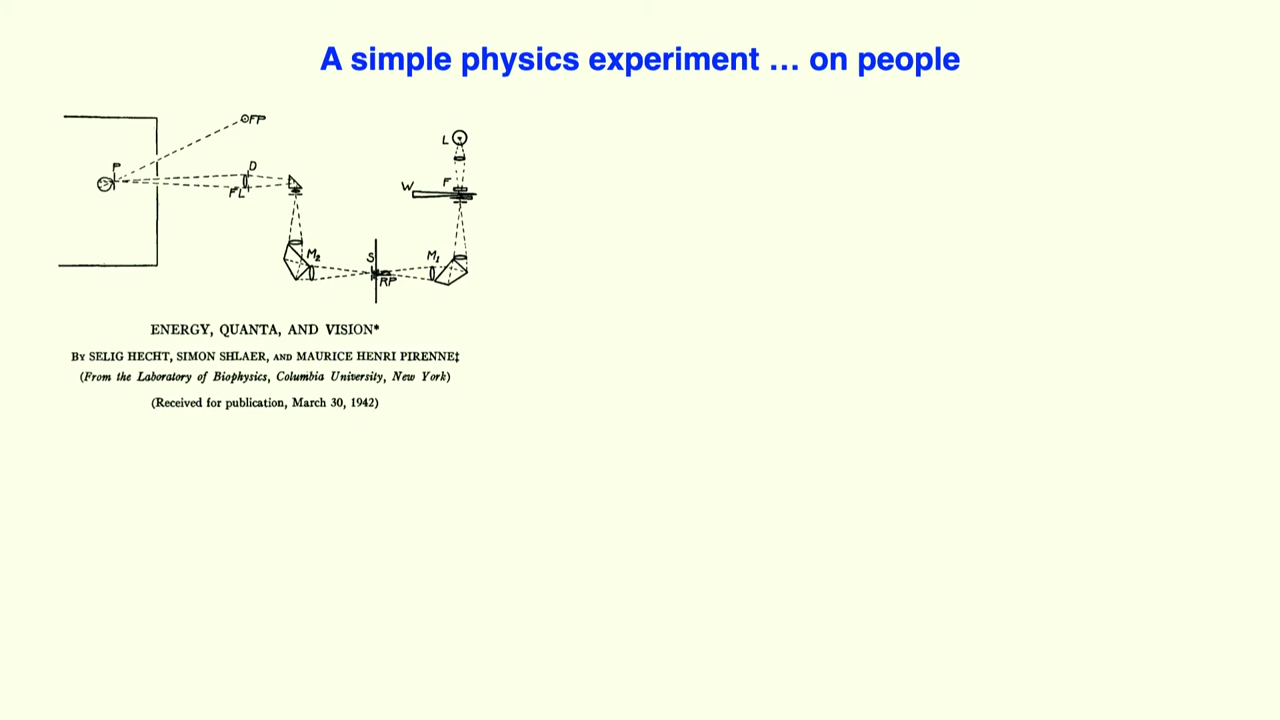 A simple physics experiment … on people
FP
L
P
D
W
F
FL
M2
S
M1
RP
ENERGY, QUANTA, AND VISION*
By SELIG HECHT, SIMON SHLAER, AND MAURICE HENRI PIRENNE‡
(From the Laboratory of Biophysics, Columbia University, New York)
(Received for publication, March 30, 1942)